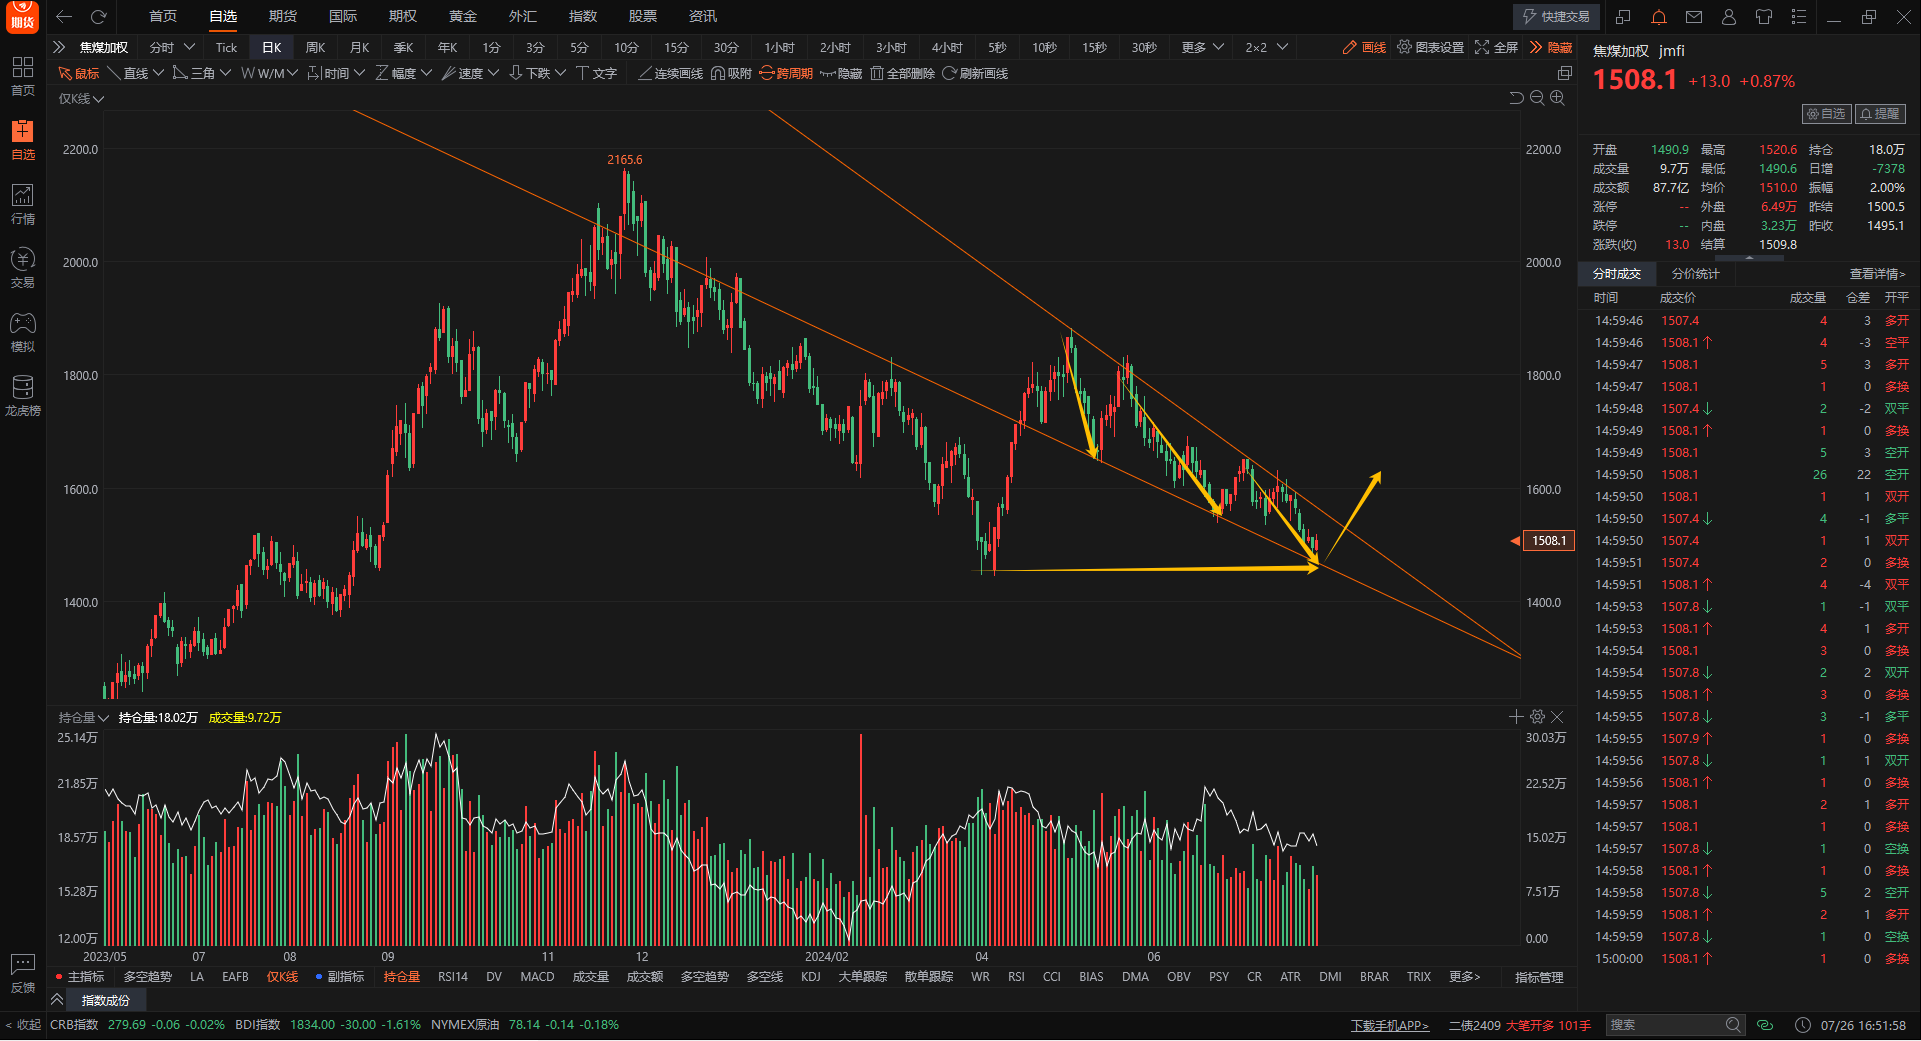 期货
首页 自选 期货 国际 期权 黄金 外汇 指数 股票 资讯
快捷交易
焦煤加权 分时 Tick 日K 周K 月K 季K 年K 1分 3分 5分 10分 15分 30分 1小时 2小时 3小时 4小时 5秒 10秒 15秒 30秒 更多 2×2 画线 图表设置 全屏 隐藏
鼠标 直线 三角 W/M 时间 幅度 速度 下跌 文字 连续画线 吸附 跨周期 隐藏 全部删除 刷新画线
首页
自选
行情
交易
模拟
龙虎榜
反馈
< 收起
仅K线
2200.0 2200.0
2165.6
2000.0 2000.0
1800.0 1800.0
1600.0 1600.0
1508.1
1400.0 1400.0
持仓量 持仓量:18.02万 成交量:9.72万
25.14万 30.03万
21.85万 22.52万
18.57万 15.02万
15.28万 7.51万
12.00万 0.00
2023/05 07 08 09 11 12 2024/02 04 06
主指标 多空趋势 LA EAFB 仅K线 副指标 持仓量 RSI14 DV MACD 成交量 成交额 多空趋势 多空线 KDJ 大单跟踪 散单跟踪 WR RSI CCI BIAS DMA OBV PSY CR ATR DMI BRAR TRIX 更多> 指标管理
指数成份
焦煤加权 jmfi
1508.1 +13.0 +0.87%
自选 提醒
开盘 1490.9 最高 1520.6 持仓 18.0万
成交量 9.7万 最低 1490.6 日增 -7378
成交额 87.7亿 均价 1510.0 振幅 2.00%
涨停 -- 外盘 6.49万 昨结 1500.5
跌停 -- 内盘 3.23万 昨收 1495.1
涨跌(收) 13.0 结算 1509.8
分时成交 分价统计 查看详情>
时间 成交价 成交量 仓差 开平
14:59:46 1507.4 4 3 多开
14:59:46 1508.1↑ 4 -3 空平
14:59:47 1508.1 5 3 多开
14:59:47 1508.1 1 0 多换
14:59:48 1507.4↓ 2 -2 双平
14:59:49 1508.1↑ 1 0 多换
14:59:49 1508.1 5 3 空开
14:59:50 1508.1 26 22 空开
14:59:50 1508.1 1 1 双开
14:59:50 1507.4↓ 4 -1 多平
14:59:50 1507.4 1 1 双开
14:59:51 1507.4 2 0 多换
14:59:51 1508.1↑ 4 -4 双平
14:59:53 1507.8↓ 1 -1 双平
14:59:53 1508.1↑ 4 1 多开
14:59:54 1508.1 3 0 多换
14:59:54 1507.8↓ 2 2 双开
14:59:55 1508.1↑ 3 0 多换
14:59:55 1507.8↓ 3 -1 多平
14:59:55 1507.9↑ 1 0 多换
14:59:56 1507.8↓ 1 1 双开
14:59:56 1508.1↑ 1 0 多换
14:59:57 1508.1 2 1 多开
14:59:57 1508.1 1 0 多换
14:59:57 1507.8↓ 1 0 空换
14:59:58 1508.1↑ 1 0 多换
14:59:58 1507.8↓ 5 2 空开
14:59:59 1508.1↑ 2 1 多开
14:59:59 1507.8↓ 1 0 空换
15:00:00 1508.1↑ 1 0 多换
CRB指数 279.69 -0.06 -0.02% BDI指数 1834.00 -30.00 -1.61% NYMEX原油 78.14 -0.14 -0.18% 下载手机APP> 二债2409 大笔开多 101手 搜索 07/26 16:51:58